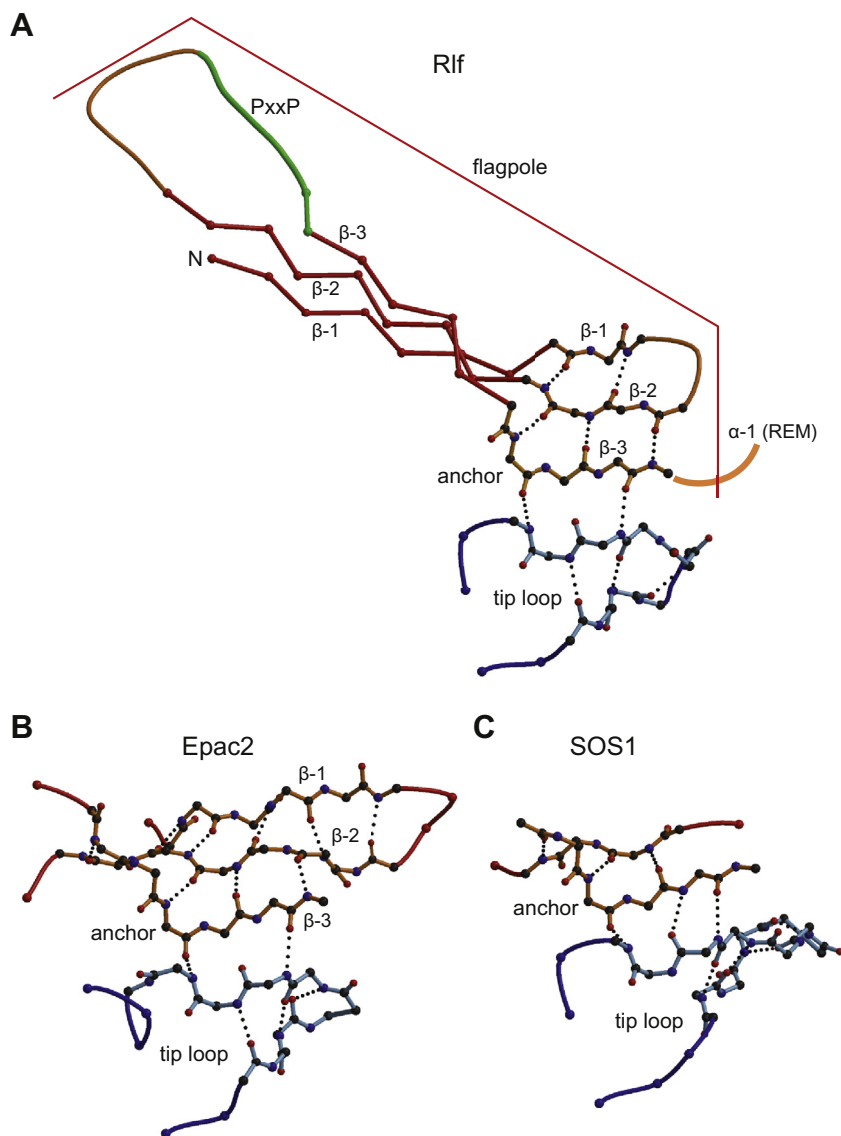 A
Rlf
PxxP
flagpole
β-3
N
β-2
β-1
β-1
β-2
α-1 (REM)
β-3
anchor
tip loop
B
Epac2
β-1
β-2
anchor
β-3
tip loop
C
SOS1
anchor
tip loop